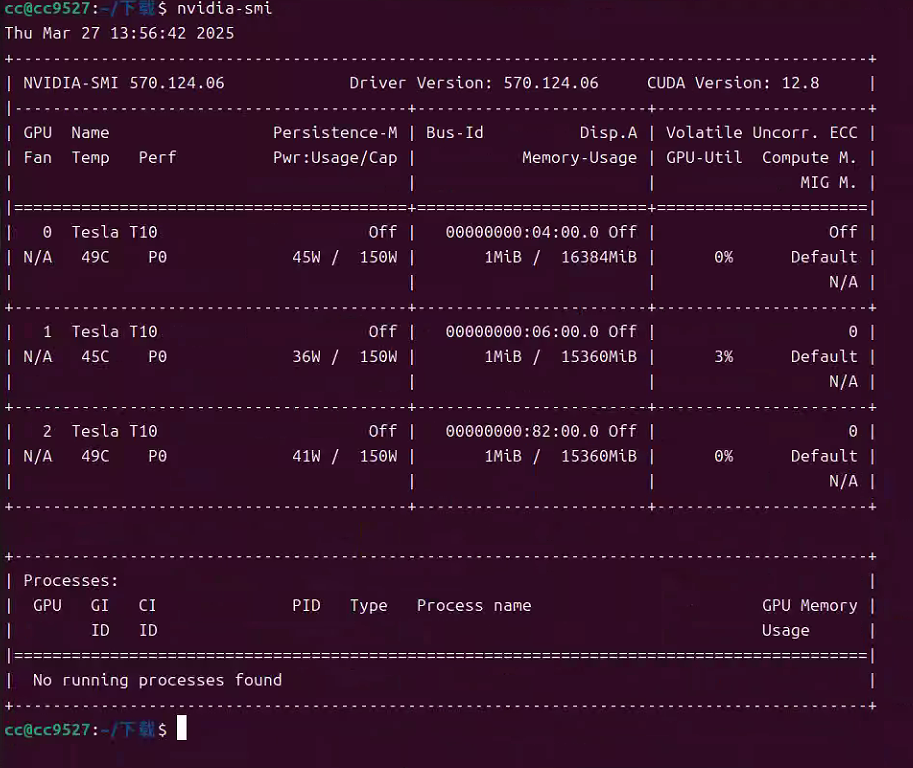 cc@cc9527:~/下载$ nvidia-smi
Thu Mar 27 13:56:42 2025
+-----------------------------------------------------------------------------------------+
| NVIDIA-SMI 570.124.06             Driver Version: 570.124.06     CUDA Version: 12.8     |
|-----------------------------------------+------------------------+----------------------+
| GPU  Name                 Persistence-M | Bus-Id          Disp.A | Volatile Uncorr. ECC |
| Fan  Temp   Perf          Pwr:Usage/Cap |           Memory-Usage | GPU-Util  Compute M. |
|                                         |                        |               MIG M. |
|=========================================+========================+======================|
|   0  Tesla T10                      Off |   00000000:04:00.0 Off |                  Off |
| N/A   49C    P0             45W /  150W |       1MiB /  16384MiB |      0%      Default |
|                                         |                        |                  N/A |
+-----------------------------------------+------------------------+----------------------+
|   1  Tesla T10                      Off |   00000000:06:00.0 Off |                    0 |
| N/A   45C    P0             36W /  150W |       1MiB /  15360MiB |      3%      Default |
|                                         |                        |                  N/A |
+-----------------------------------------+------------------------+----------------------+
|   2  Tesla T10                      Off |   00000000:82:00.0 Off |                    0 |
| N/A   49C    P0             41W /  150W |       1MiB /  15360MiB |      0%      Default |
|                                         |                        |                  N/A |
+-----------------------------------------+------------------------+----------------------+
+-----------------------------------------------------------------------------------------+
| Processes:                                                                              |
|  GPU   GI   CI              PID   Type   Process name                        GPU Memory |
|        ID   ID                                                               Usage      |
|=========================================================================================|
|  No running processes found                                                             |
+-----------------------------------------------------------------------------------------+
cc@cc9527:~/下载$